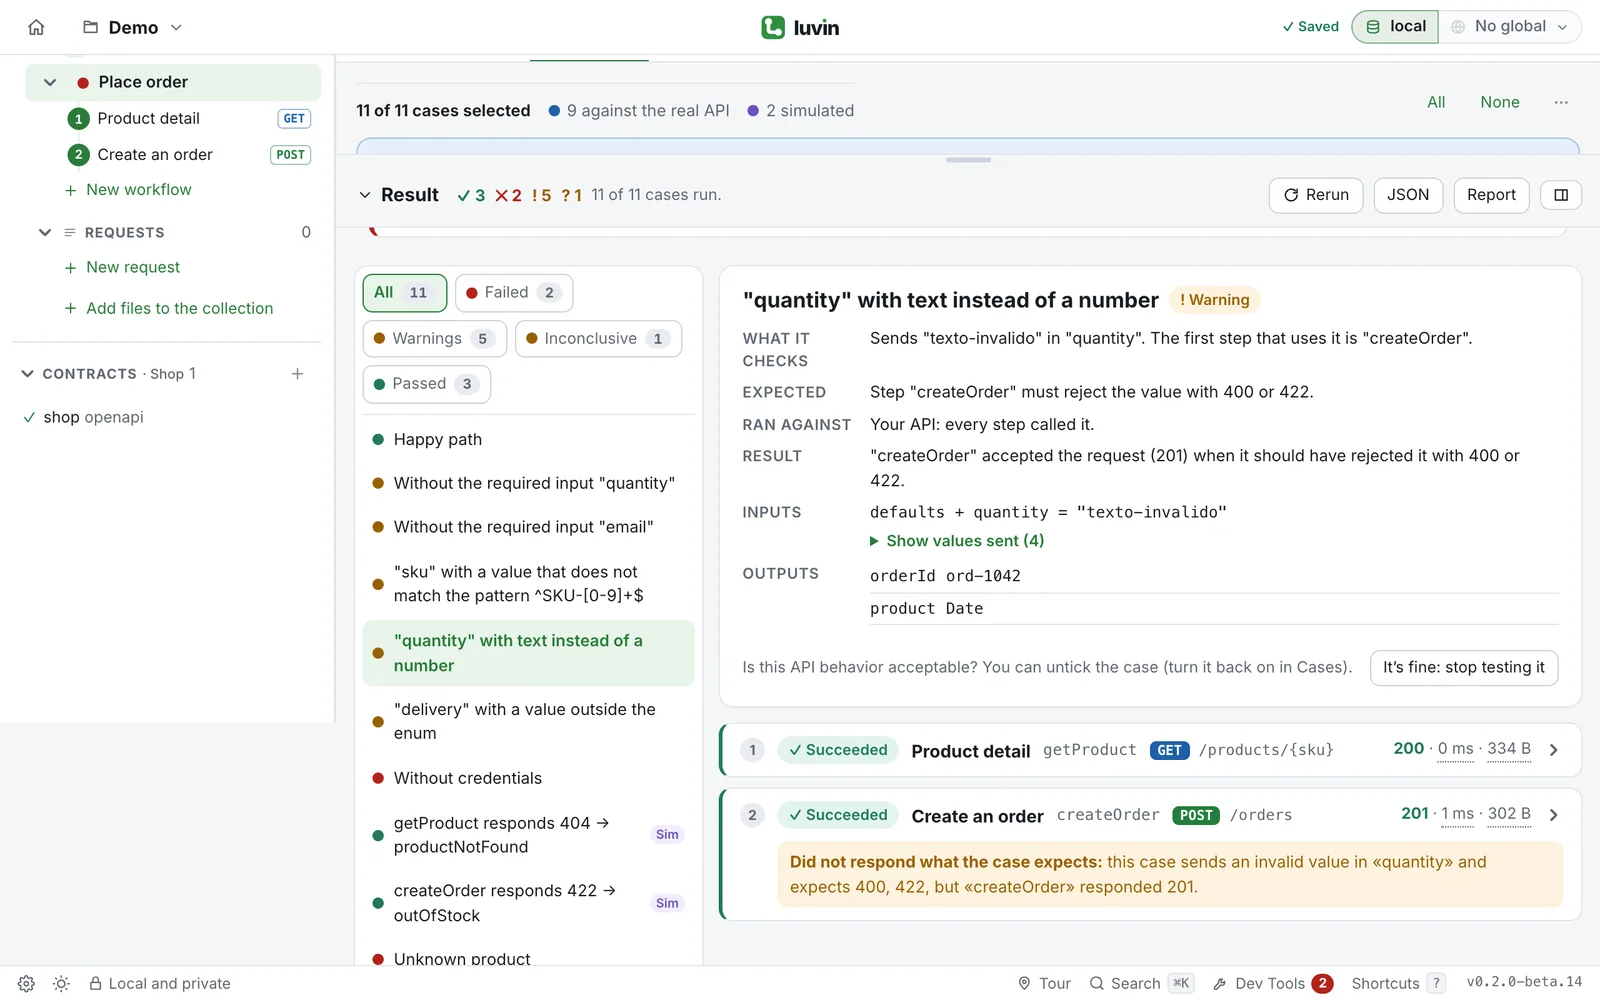 Demo
luvin
Saved
local
No global
Place order
1 Product detail GET
2 Create an order POST
+ New workflow
REQUESTS 0
+ New request
+ Add files to the collection
CONTRACTS · Shop 1 +
shop openapi
11 of 11 cases selected
9 against the real API
2 simulated
All
None
...
Result
✓ 3 ✕ 2 ! 5 ? 1 11 of 11 cases run.
Rerun
JSON
Report
All 11
Failed 2
Warnings 5
Inconclusive 1
Passed 3
Happy path
Without the required input "quantity"
Without the required input "email"
"sku" with a value that does not
match the pattern ^SKU-[0-9]+$
"quantity" with text instead of a
number
"delivery" with a value outside the
enum
Without credentials
getProduct responds 404 →
productNotFound
Sim
createOrder responds 422 →
outOfStock
Sim
Unknown product
"quantity" with text instead of a number ! Warning
WHAT IT
CHECKS
Sends "texto-invalido" in "quantity". The first step that uses it is "createOrder".
EXPECTED
Step "createOrder" must reject the value with 400 or 422.
RAN AGAINST
Your API: every step called it.
RESULT
"createOrder" accepted the request (201) when it should have rejected it with 400 or
422.
INPUTS
defaults + quantity = "texto-invalido"
Show values sent (4)
OUTPUTS
orderId ord-1042
product Date
Is this API behavior acceptable? You can untick the case (turn it back on in Cases).
It's fine: stop testing it
1 ✓ Succeeded Product detail getProduct GET /products/{sku} 200 · 0 ms · 334 B
2 ✓ Succeeded Create an order createOrder POST /orders 201 · 1 ms · 302 B
Did not respond what the case expects: this case sends an invalid value in «quantity» and
expects 400, 422, but «createOrder» responded 201.
Local and private
Tour
Search ⌘K
Dev Tools 2
Shortcuts ?
v0.2.0-beta.14